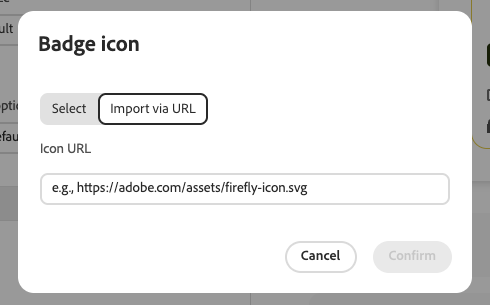 Badge icon
Select
Import via URL
Icon URL
e.g., https://adobe.com/assets/firefly-icon.svg
Cancel
Confirm